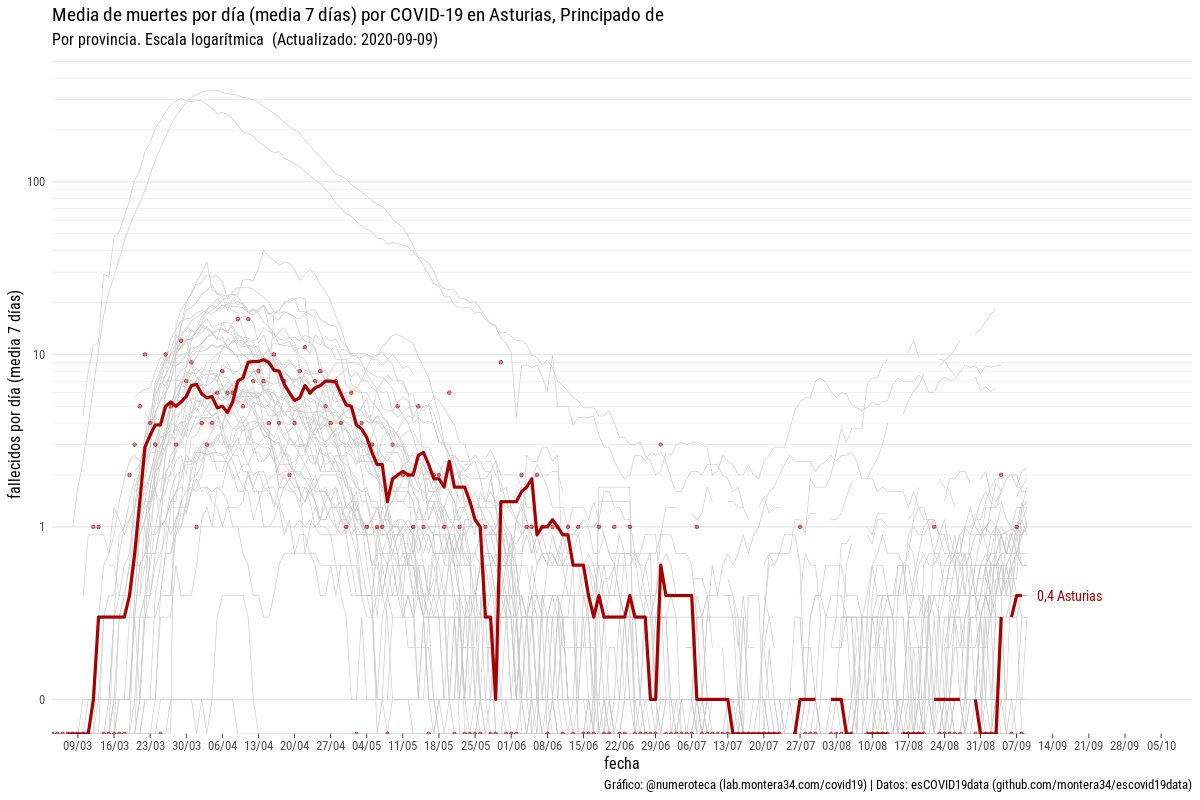 Media de muertes por día (media 7 días) por COVID-19 en Asturias, Principado de
Por provincia. Escala logarítmica  (Actualizado: 2020-09-09)
fallecidos por día (media 7 días)
100
10
1
0
0,4 Asturias
09/03 16/03 23/03 30/03 06/04 13/04 20/04 27/04 04/05 11/05 18/05 25/05 01/06 08/06 15/06 22/06 29/06 06/07 13/07 20/07 27/07 03/08 10/08 17/08 24/08 31/08 07/09 14/09 21/09 28/09 05/10
fecha
Gráfico: @numeroteca (lab.montera34.com/covid19) | Datos: esCOVID19data (github.com/montera34/escovid19data)